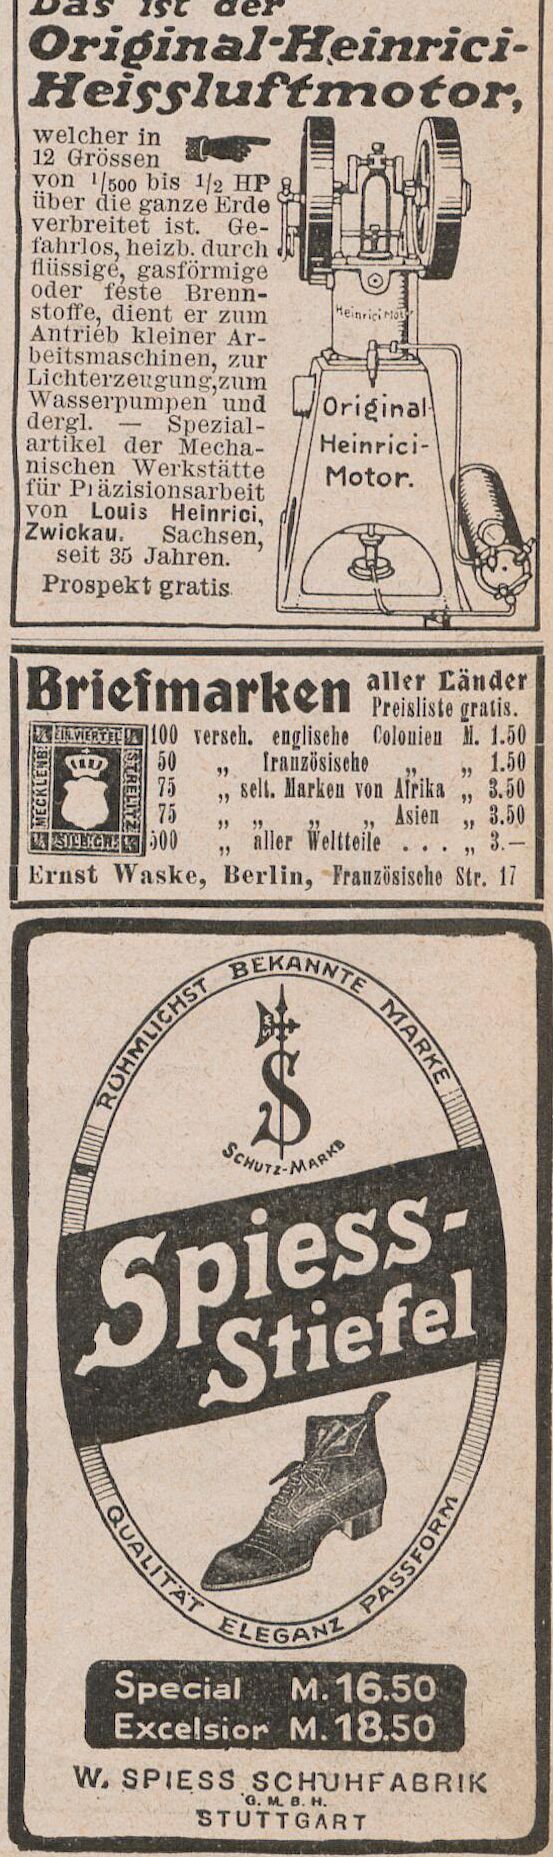 Das ist der
Original-Heinrici-
Heissluftmotor,
welcher in
12 Grössen
von 1/500 bis 1/2 HP
über die ganze Erde
verbreitet ist. Ge-
fahrlos, heizb. durch
flüssige, gasförmige
oder feste Brenn-
stoffe, dient er zum
Antrieb kleiner Ar-
beitsmaschinen, zur
Lichterzeugung,zum
Wasserpumpen und
dergl. — Spezial-
artikel der Mecha-
nischen Werkstätte
für Präzisionsarbeit
von Louis Heinrici,
Zwickau. Sachsen,
seit 35 Jahren.
Prospekt gratis
Heinrici Motor
Original-
Heinrici-
Motor.
Briefmarken aller Länder
Preisliste gratis.
EIN VIERTEL
MECKLENB.
STRELITZ
SILB.GR.
100 versch. englische Colonien M. 1.50
50 „ französische „ „ 1.50
75 „ selt. Marken von Afrika „ 3.50
75 „ „ „ „ Asien „ 3.50
500 „ aller Weltteile . . . „ 3.—
Ernst Waske, Berlin, Französische Str. 17
RÜHMLICHST BEKANNTE MARKE
S
SCHUTZ-MARKE
Spiess-
Stiefel
QUALITÄT ELEGANZ PASSFORM
Special M. 16.50
Excelsior M. 18.50
W. SPIESS SCHUHFABRIK
G. M. B. H.
STUTTGART